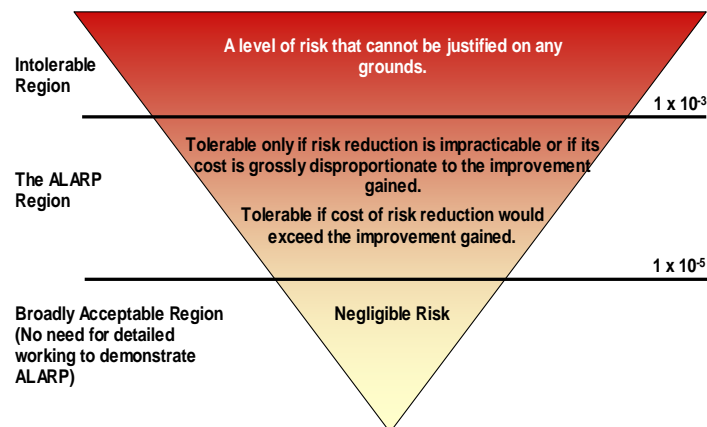 A level of risk that cannot be justified on any
grounds.
Intolerable
Region
1 x 10⁻³
Tolerable only if risk reduction is impracticable or if its
cost is grossly disproportionate to the improvement
gained.
The ALARP
Region
Tolerable if cost of risk reduction would
exceed the improvement gained.
1 x 10⁻⁵
Broadly Acceptable Region
(No need for detailed
working to demonstrate
ALARP)
Negligible Risk